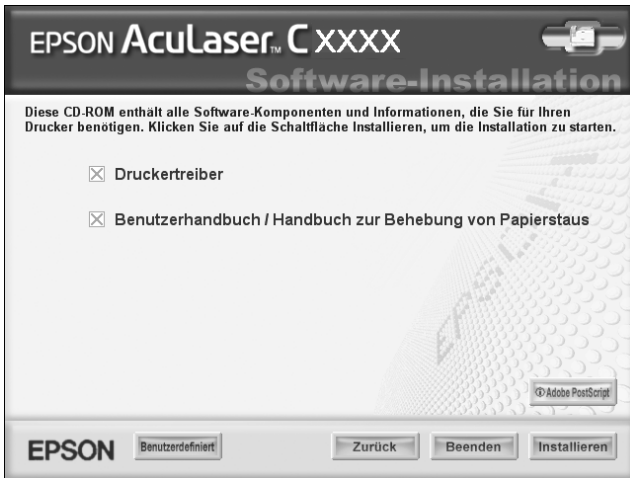 EPSON AcuLaser™ C XXXX
Software-Installation
Diese CD-ROM enthält alle Software-Komponenten und Informationen, die Sie für Ihren
Drucker benötigen. Klicken Sie auf die Schaltfläche Installieren, um die Installation zu starten.
Druckertreiber
Benutzerhandbuch / Handbuch zur Behebung von Papierstaus
EPSON
Adobe PostScript
EPSON
Benutzerdefiniert
Zurück
Beenden
Installieren